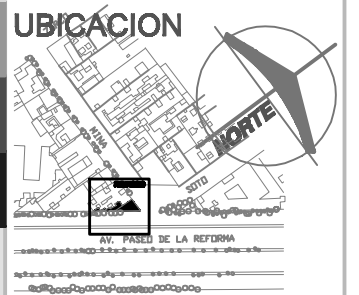 UBICACION
NORTE
MINA
SOTO
AV. PASEO DE LA REFORMA